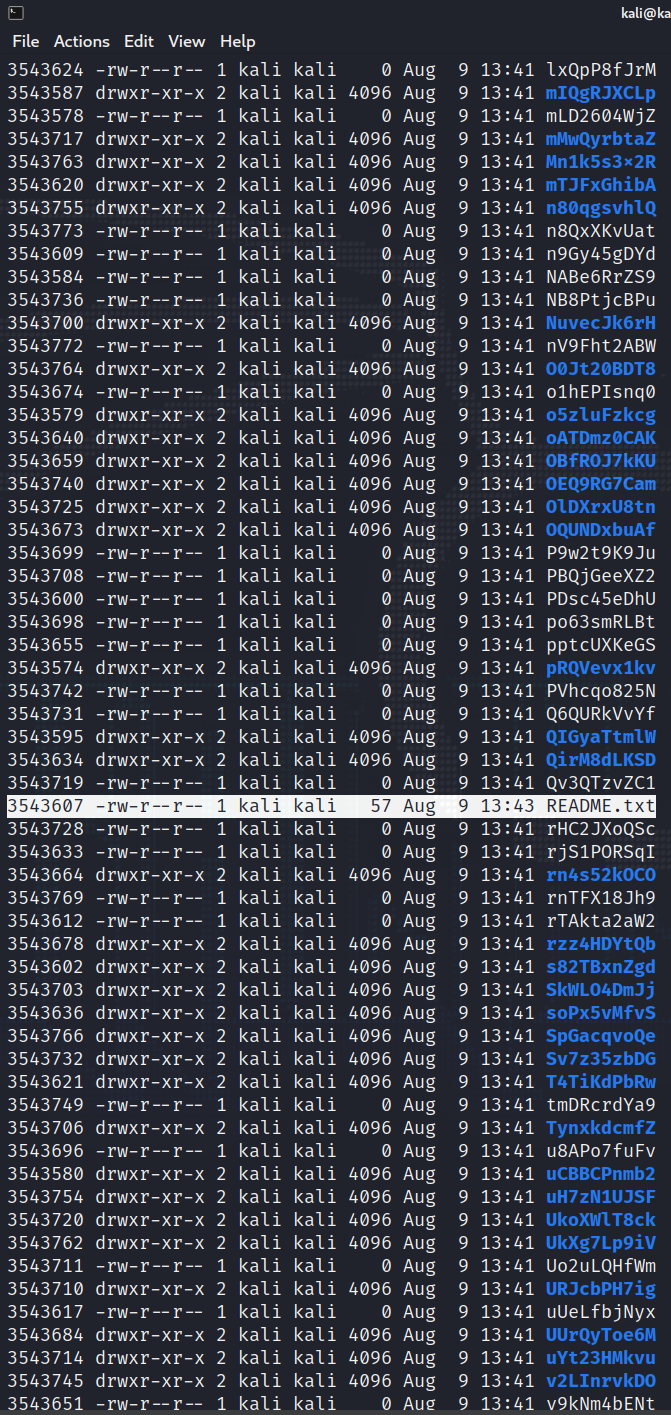 kali@ka
File Actions Edit View Help
3543624 -rw-r--r-- 1 kali kali 0 Aug 9 13:41 lxQpP8fJrM
3543587 drwxr-xr-x 2 kali kali 4096 Aug 9 13:41 mIQgRJXCLp
3543578 -rw-r--r-- 1 kali kali 0 Aug 9 13:41 mLD2604WjZ
3543717 drwxr-xr-x 2 kali kali 4096 Aug 9 13:41 mMwQyrbtaZ
3543763 drwxr-xr-x 2 kali kali 4096 Aug 9 13:41 Mn1k5s3×2R
3543620 drwxr-xr-x 2 kali kali 4096 Aug 9 13:41 mTJFxGhibA
3543755 drwxr-xr-x 2 kali kali 4096 Aug 9 13:41 n80qgsvhlQ
3543773 -rw-r--r-- 1 kali kali 0 Aug 9 13:41 n8QxXKvUat
3543609 -rw-r--r-- 1 kali kali 0 Aug 9 13:41 n9Gy45gDYd
3543584 -rw-r--r-- 1 kali kali 0 Aug 9 13:41 NABe6RrZS9
3543736 -rw-r--r-- 1 kali kali 0 Aug 9 13:41 NB8PtjcBPu
3543700 drwxr-xr-x 2 kali kali 4096 Aug 9 13:41 NuvecJk6rH
3543772 -rw-r--r-- 1 kali kali 0 Aug 9 13:41 nV9Fht2ABW
3543764 drwxr-xr-x 2 kali kali 4096 Aug 9 13:41 O0Jt20BDT8
3543674 -rw-r--r-- 1 kali kali 0 Aug 9 13:41 o1hEPIsnq0
3543579 drwxr-xr-x 2 kali kali 4096 Aug 9 13:41 o5zluFzkcg
3543640 drwxr-xr-x 2 kali kali 4096 Aug 9 13:41 oATDmz0CAK
3543659 drwxr-xr-x 2 kali kali 4096 Aug 9 13:41 OBfROJ7kKU
3543740 drwxr-xr-x 2 kali kali 4096 Aug 9 13:41 OEQ9RG7Cam
3543725 drwxr-xr-x 2 kali kali 4096 Aug 9 13:41 OlDXrxU8tn
3543673 drwxr-xr-x 2 kali kali 4096 Aug 9 13:41 OQUNDxbuAf
3543699 -rw-r--r-- 1 kali kali 0 Aug 9 13:41 P9w2t9K9Ju
3543708 -rw-r--r-- 1 kali kali 0 Aug 9 13:41 PBQjGeeXZ2
3543600 -rw-r--r-- 1 kali kali 0 Aug 9 13:41 PDsc45eDhU
3543698 -rw-r--r-- 1 kali kali 0 Aug 9 13:41 po63smRLBt
3543655 -rw-r--r-- 1 kali kali 0 Aug 9 13:41 pptcUXKeGS
3543574 drwxr-xr-x 2 kali kali 4096 Aug 9 13:41 pRQVevx1kv
3543742 -rw-r--r-- 1 kali kali 0 Aug 9 13:41 PVhcqo825N
3543731 -rw-r--r-- 1 kali kali 0 Aug 9 13:41 Q6QURkVvYf
3543595 drwxr-xr-x 2 kali kali 4096 Aug 9 13:41 QIGyaTtmlW
3543634 drwxr-xr-x 2 kali kali 4096 Aug 9 13:41 QirM8dLKSD
3543719 -rw-r--r-- 1 kali kali 0 Aug 9 13:41 Qv3QTzvZC1
3543607 -rw-r--r-- 1 kali kali 57 Aug 9 13:43 README.txt
3543728 -rw-r--r-- 1 kali kali 0 Aug 9 13:41 rHC2JXoQSc
3543633 -rw-r--r-- 1 kali kali 0 Aug 9 13:41 rjS1PORSqI
3543664 drwxr-xr-x 2 kali kali 4096 Aug 9 13:41 rn4s52kOCO
3543769 -rw-r--r-- 1 kali kali 0 Aug 9 13:41 rnTFX18Jh9
3543612 -rw-r--r-- 1 kali kali 0 Aug 9 13:41 rTAkta2aW2
3543678 drwxr-xr-x 2 kali kali 4096 Aug 9 13:41 rzz4HDYtQb
3543602 drwxr-xr-x 2 kali kali 4096 Aug 9 13:41 s82TBxnZgd
3543703 drwxr-xr-x 2 kali kali 4096 Aug 9 13:41 SkWLO4DmJj
3543636 drwxr-xr-x 2 kali kali 4096 Aug 9 13:41 soPx5vMfvS
3543766 drwxr-xr-x 2 kali kali 4096 Aug 9 13:41 SpGacqvoQe
3543732 drwxr-xr-x 2 kali kali 4096 Aug 9 13:41 Sv7z35zbDG
3543621 drwxr-xr-x 2 kali kali 4096 Aug 9 13:41 T4TiKdPbRw
3543749 -rw-r--r-- 1 kali kali 0 Aug 9 13:41 tmDRcrdYa9
3543706 drwxr-xr-x 2 kali kali 4096 Aug 9 13:41 TynxkdcmfZ
3543696 -rw-r--r-- 1 kali kali 0 Aug 9 13:41 u8APo7fuFv
3543580 drwxr-xr-x 2 kali kali 4096 Aug 9 13:41 uCBBCPnmb2
3543754 drwxr-xr-x 2 kali kali 4096 Aug 9 13:41 uH7zN1UJSF
3543720 drwxr-xr-x 2 kali kali 4096 Aug 9 13:41 UkoXWlT8ck
3543762 drwxr-xr-x 2 kali kali 4096 Aug 9 13:41 UkXg7Lp9iV
3543711 -rw-r--r-- 1 kali kali 0 Aug 9 13:41 Uo2uLQHfWm
3543710 drwxr-xr-x 2 kali kali 4096 Aug 9 13:41 URJcbPH7ig
3543617 -rw-r--r-- 1 kali kali 0 Aug 9 13:41 uUeLfbjNyx
3543684 drwxr-xr-x 2 kali kali 4096 Aug 9 13:41 UUrQyToe6M
3543714 drwxr-xr-x 2 kali kali 4096 Aug 9 13:41 uYt23HMkvu
3543745 drwxr-xr-x 2 kali kali 4096 Aug 9 13:41 v2LInrvkDO
3543651 -rw-r--r-- 1 kali kali 0 Aug 9 13:41 v9kNm4bENt